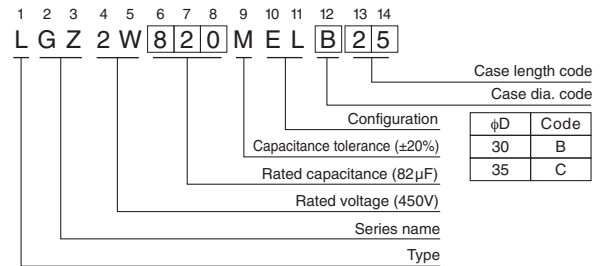 1 2 3 4 5 6 7 8 9 10 11 12 13 14
L G Z 2 W 8 2 0 M E L B 2 5
Case length code
Case dia. code
Configuration
Capacitance tolerance (±20%)
Rated capacitance (82µF)
Rated voltage (450V)
Series name
Type
ϕD Code
30 B
35 C